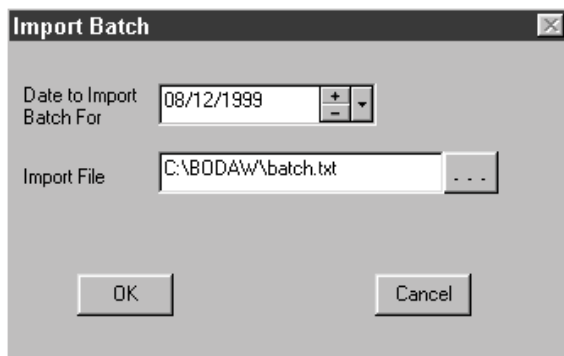 Import Batch
Date to Import
Batch For
08/12/1999
Import File
C:\BODAW\batch.txt
. . .
OK
Cancel